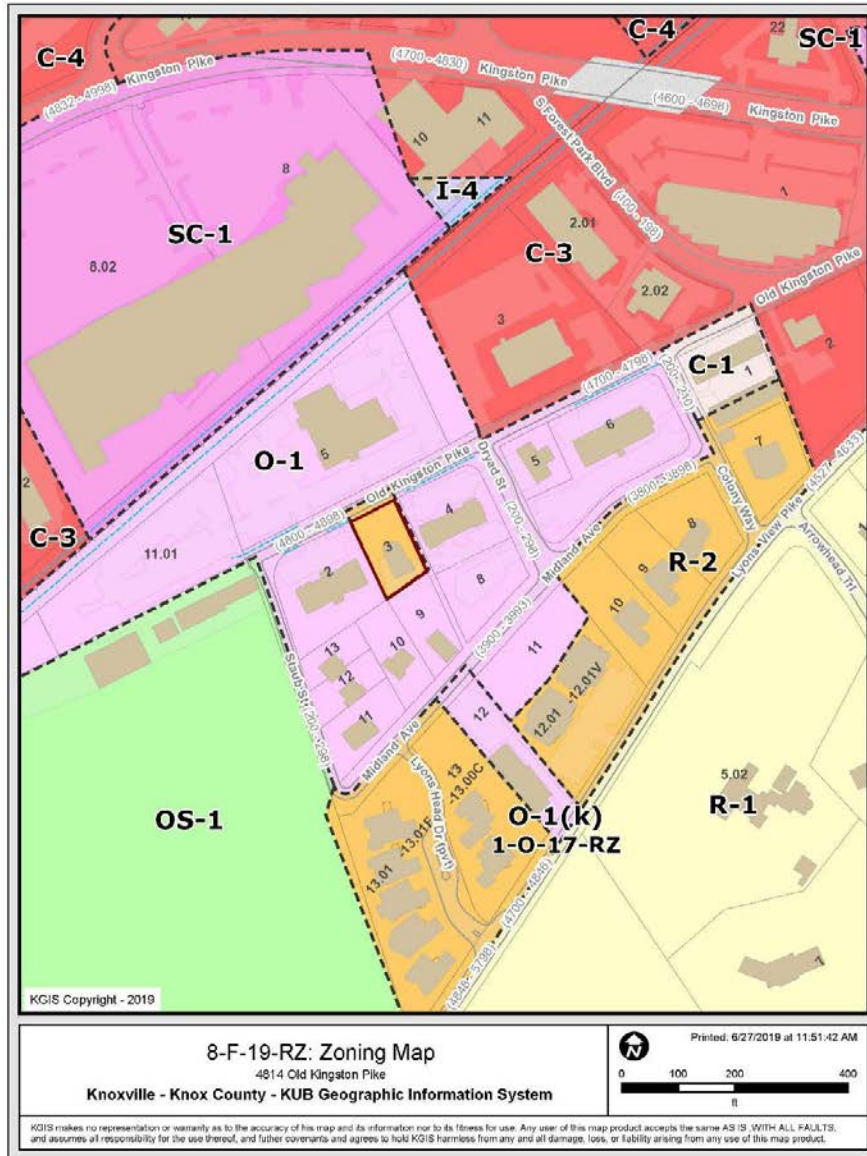 22
C-4
C-4
SC-1
(4700 - 4830) Kingston Pike
(4832 - 4998) Kingston Pike
(4600 - 4698) Kingston Pike
10
11
S Forest Park Blvd (100 - 198)
8
I-4
1
SC-1
2.01
8.02
C-3
2.02
Old Kingston Pike
3
2
(4700 - 4798)
(200 - 210)
C-1
1
6
5
O-1
5
7
Old Kingston Pike
Dryad St (200 - 298)
(4527 - 4633)
4
(3800 - 3898)
Colony Way
C-3
(4800 - 4898)
3
Midland Ave
8
Lyons View Pike
Arrowhead Trl
11.01
2
8
R-2
9
9
10
(3900 - 3993)
10
13
12
11
11
Staub St (200 - 298)
12
12.01
-12.01V
Midland Ave
13
-13.00C
5.02
Lyons Head Dr (pvt)
R-1
OS-1
O-1(k)
1-O-17-RZ
13.01
(4700 - 4846)
(4848 - 5798)
KGIS Copyright - 2019
8-F-19-RZ: Zoning Map
4814 Old Kingston Pike
Knoxville - Knox County - KUB Geographic Information System
N
Printed: 6/27/2019 at 11:51:42 AM
0 100 200 400
ft
KGIS makes no representation or warranty as to the accuracy of his map and its information nor to its fitness for use. Any user of this map product accepts the same AS IS ,WITH ALL FAULTS,
and assumes all responsibility for the use thereof, and futher covenants and agrees to hold KGIS harmless from any and all damage, loss, or liability arising from any use of this map product.